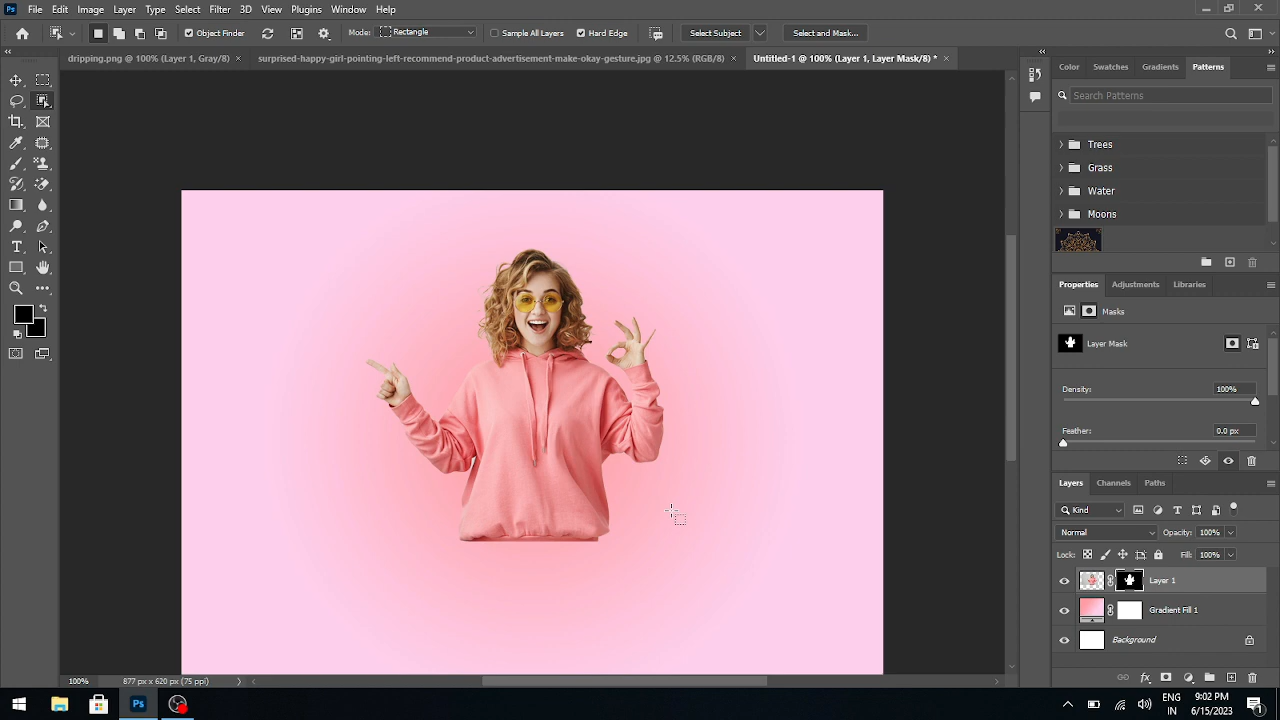 Ps File Edit Image Layer Type Select Filter 3D View Plugins Window Help
Object Finder Mode: Rectangle Sample All Layers Hard Edge Select Subject Select and Mask...
dripping.png @ 100% (Layer 1, Gray/8) × surprised-happy-girl-pointing-left-recommend-product-advertisement-make-okay-gesture.jpg @ 12.5% (RGB/8) × Untitled-1 @ 100% (Layer 1, Layer Mask/8) * ×
Color Swatches Gradients Patterns
Search Patterns
Trees
Grass
Water
Moons
Properties Adjustments Libraries
Masks
Layer Mask
Density: 100%
Feather: 0.0 px
Layers Channels Paths
Kind
Normal Opacity: 100%
Lock: Fill: 100%
Layer 1
Gradient Fill 1
Background
100% 877 px x 620 px (75 ppi)
Ps
ENG 9:02 PM
IN 6/15/2023
1